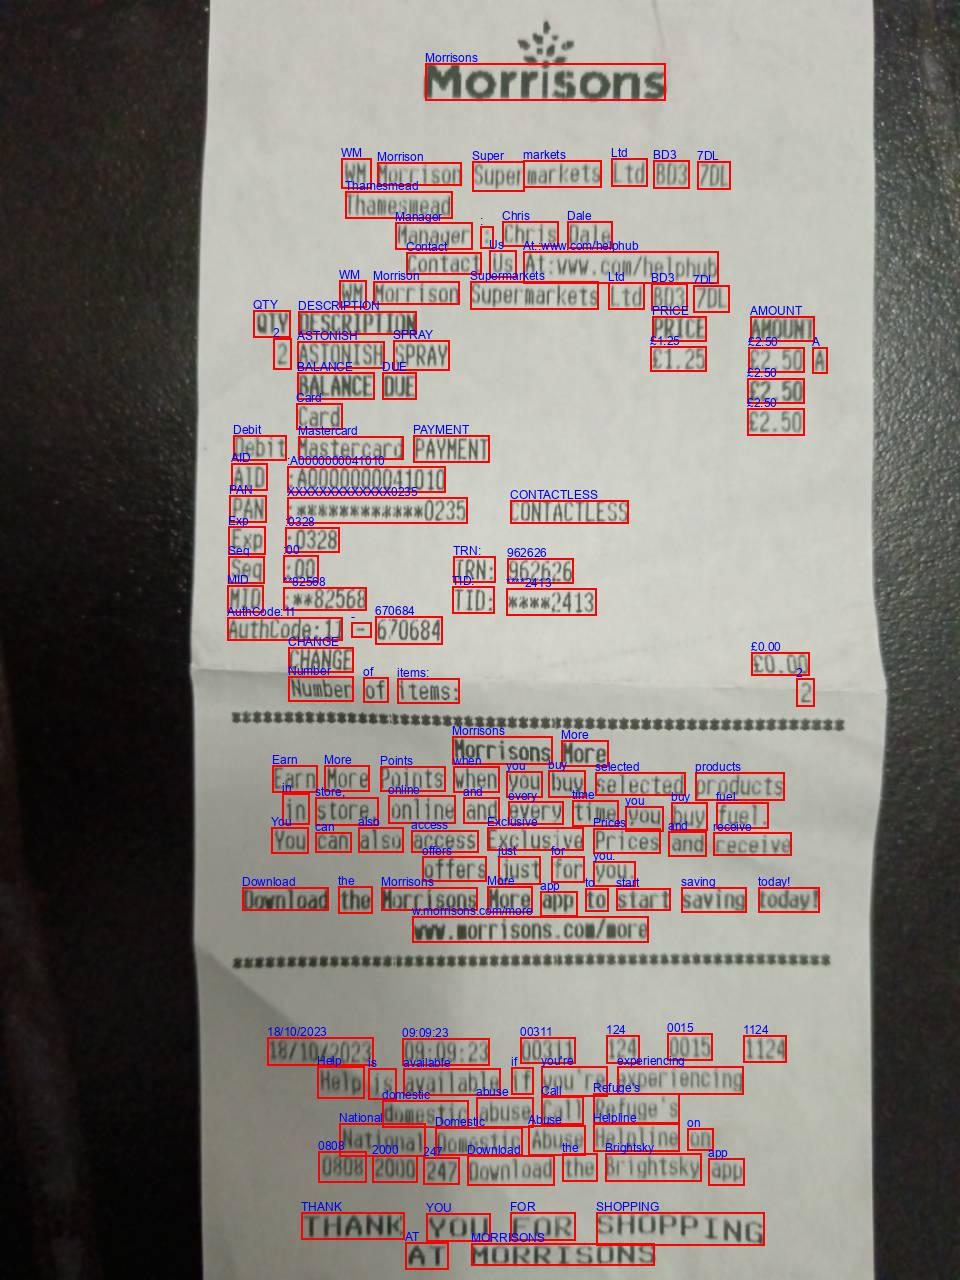 Morrisons
WM Morrison Supermarkets Ltd BD3 7DL
Thamesmead
Manager : Chris Dale
Contact Us At:www.com/helphub
WM Morrison Supermarkets Ltd BD3 7DL
QTY DESCRIPTION PRICE AMOUNT
2 ASTONISH SPRAY £1.25 £2.50 A
BALANCE DUE £2.50
Card £2.50
Debit Mastercard PAYMENT
AID :A0000000041010
PAN :************0235 CONTACTLESS
Exp :0328
Seq :00 TRN: 962626
MID :**82568 TID: ****2413
AuthCode:11 - 670684
CHANGE £0.00
Number of items: 2
Morrisons More
Earn More Points when you buy selected products
in store, online and every time you buy fuel.
You can also access Exclusive Prices and receive
offers just for you.
Download the Morrisons More app to start saving today!
www.morrisons.com/more
18/10/2023 09:09:23 00311 124 0015 1124
Help is available if you're experiencing
domestic abuse Call Refuge's
National Domestic Abuse Helpline on
0808 2000 247 Download the Brightsky app
THANK YOU FOR SHOPPING
AT MORRISONS